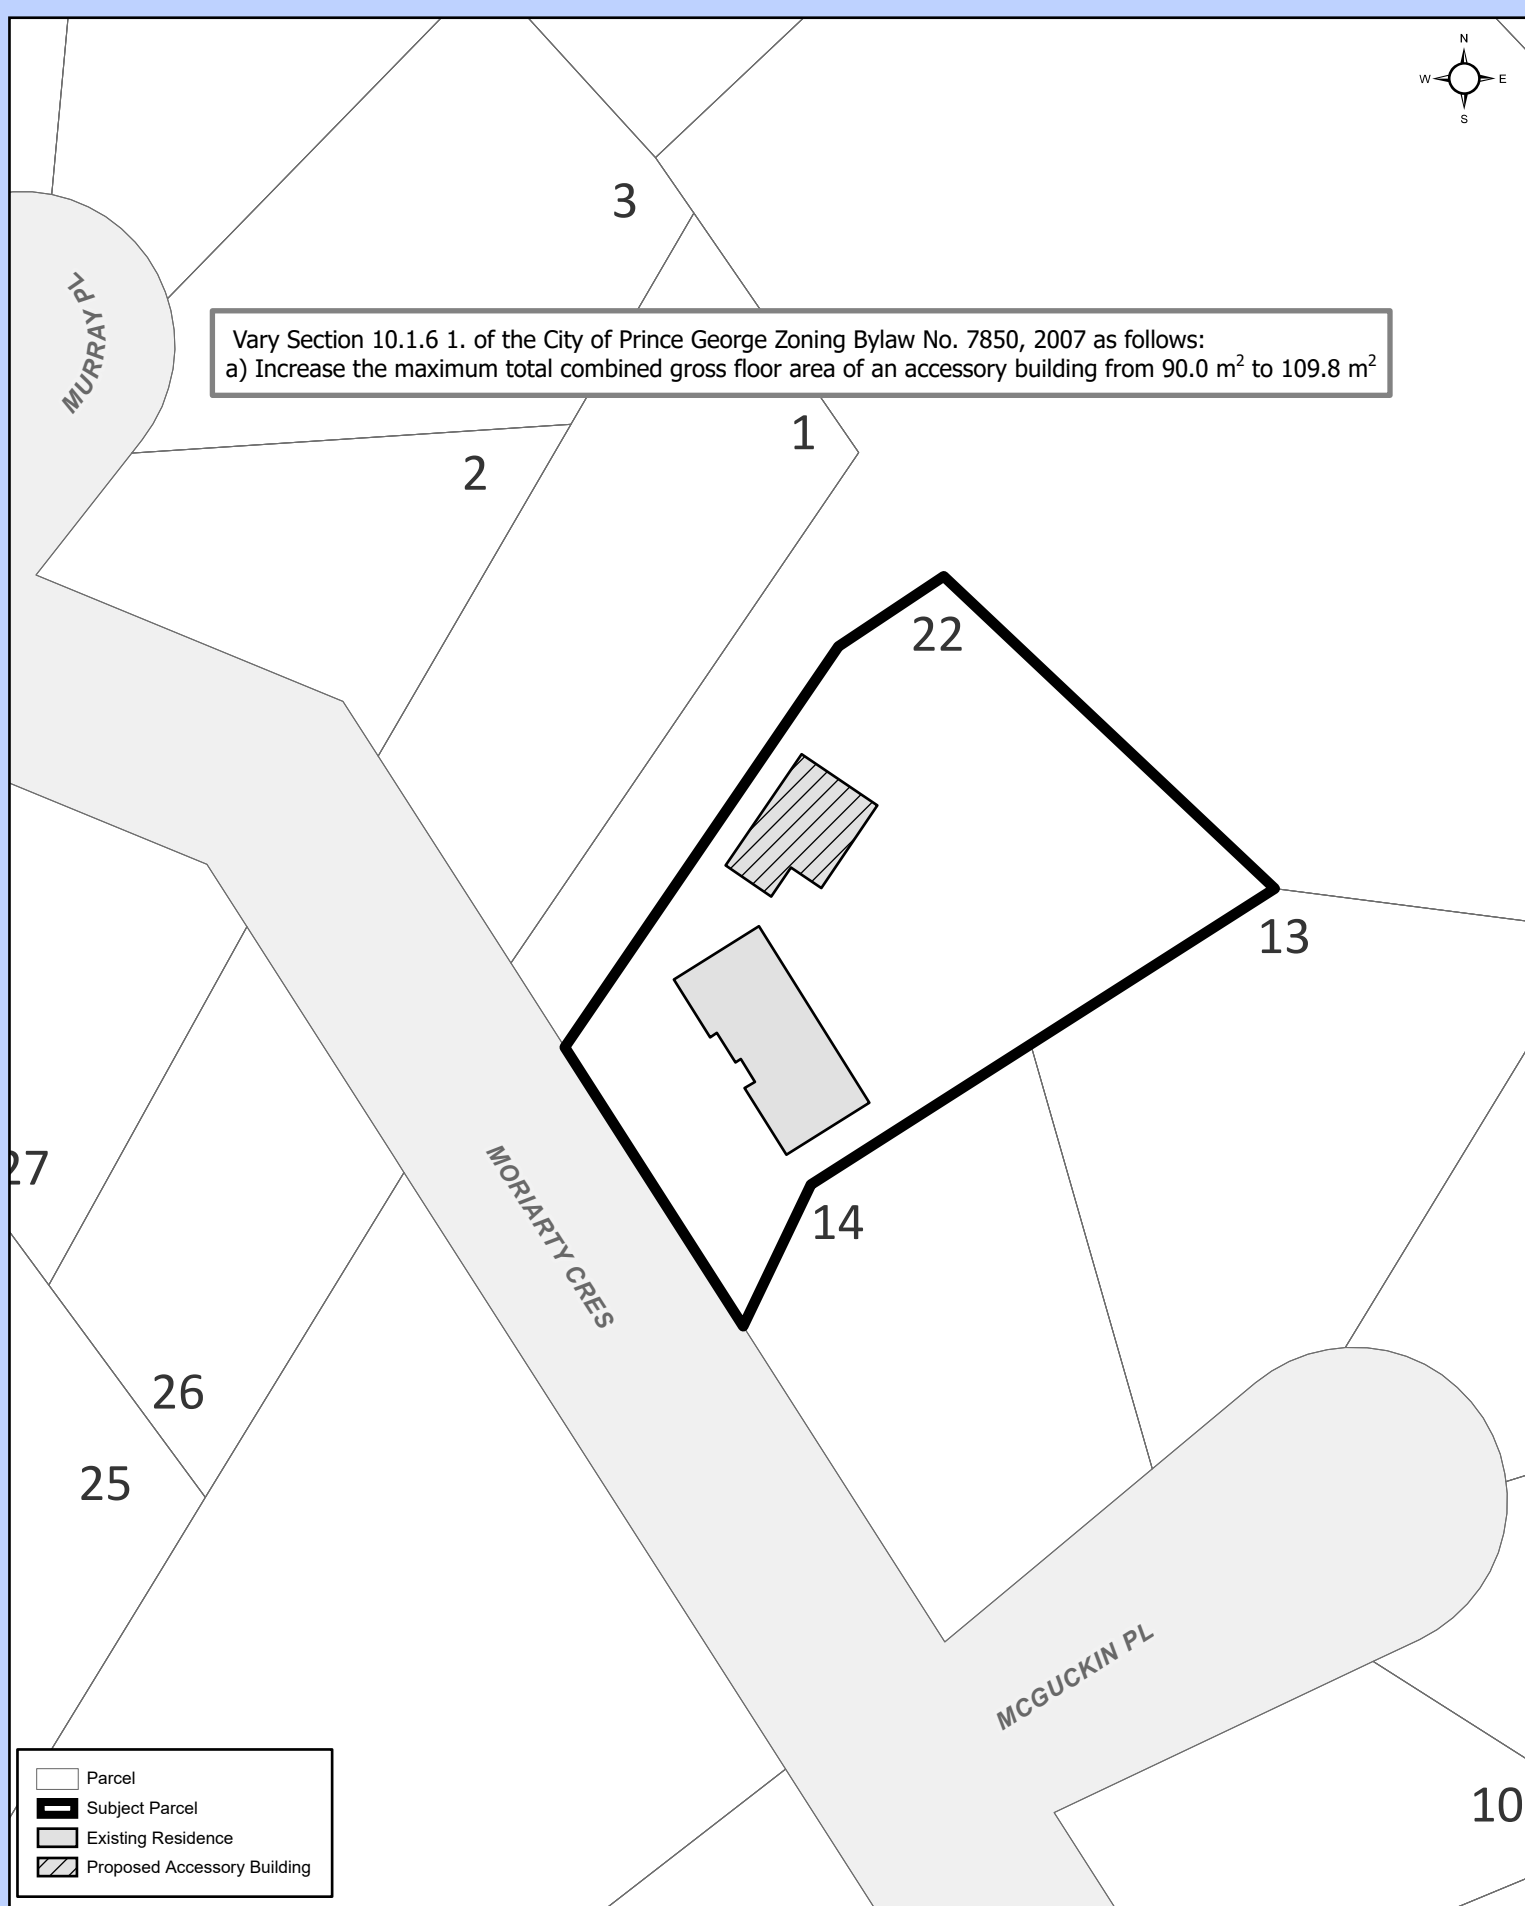 N
W E
S
3
MURRAY PL
Vary Section 10.1.6 1. of the City of Prince George Zoning Bylaw No. 7850, 2007 as follows:
a) Increase the maximum total combined gross floor area of an accessory building from 90.0 m² to 109.8 m²
1
2
22
13
27
MORIARTY CRES
14
26
25
MCGUCKIN PL
10
Parcel
Subject Parcel
Existing Residence
Proposed Accessory Building